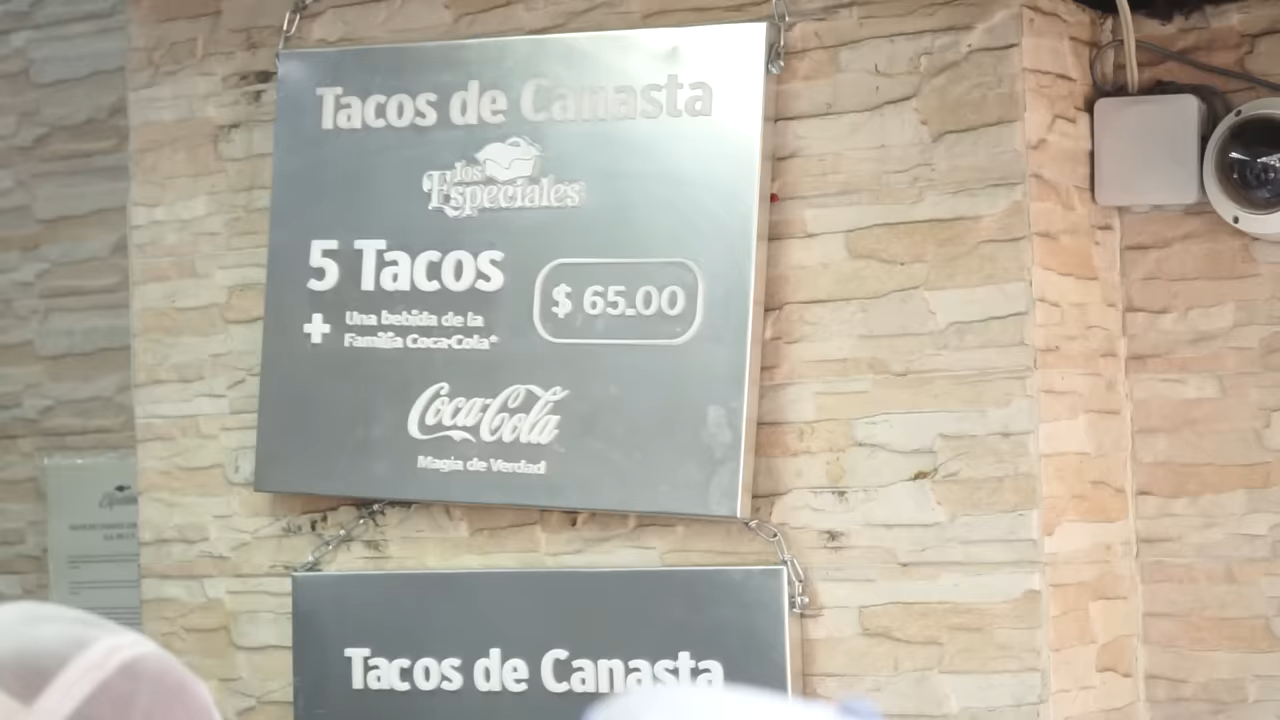 Tacos de Canasta
los
Especiales
5 Tacos
+ Una bebida de la
Familia Coca-Cola*
$ 65.00
Coca-Cola
Magia de Verdad
Tacos de Canasta